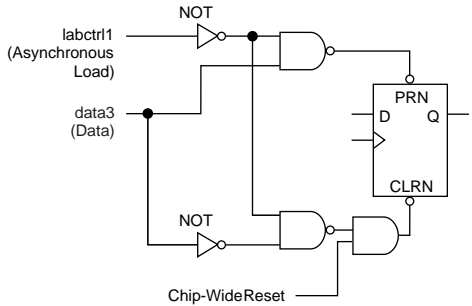 NOT
labctrl1
(Asynchronous
Load)
PRN
data3
(Data)
D Q
CLRN
NOT
Chip-WideReset